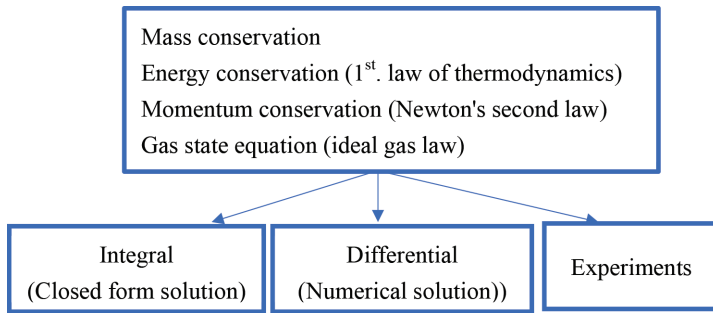 Mass conservation
Energy conservation (1st. law of thermodynamics)
Momentum conservation (Newton's second law)
Gas state equation (ideal gas law)
Integral
(Closed form solution)
Differential
(Numerical solution))
Experiments